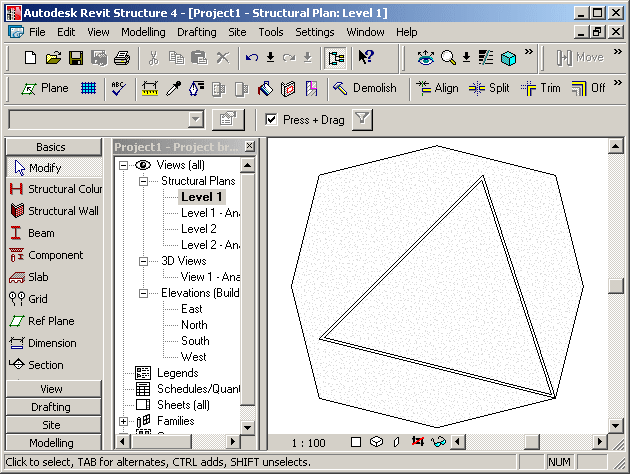 Autodesk Revit Structure 4 - [Project1 - Structural Plan: Level 1]
File Edit View Modelling Drafting Site Tools Settings Window Help
Move
Plane Demolish Align Split Trim Off
Press + Drag
Basics
Modify
Structural Colur
Structural Wall
Beam
Component
Slab
Grid
Ref Plane
Dimension
Section
View
Drafting
Site
Modelling
Project1 - Project br
Views (all)
Structural Plans
Level 1
Level 1 - Ana
Level 2
Level 2 - Ana
3D Views
View 1 - Ana
Elevations (Build
East
North
South
West
Legends
Schedules/Quant
Sheets (all)
Families
1 : 100
Click to select, TAB for alternates, CTRL adds, SHIFT unselects.
NUM